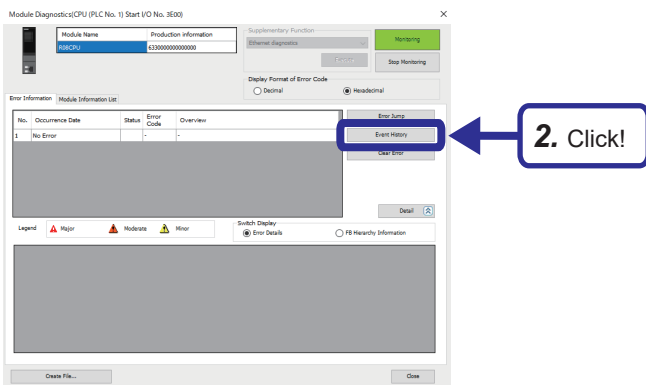 Module Diagnostics(CPU (PLC No. 1) Start I/O No. 3E00)
Module Name Production information
R08CPU 6330000000000000
Supplementary Function
Ethernet diagnostics
Execute
Monitoring
Stop Monitoring
Display Format of Error Code
Decimal Hexadecimal
Error Information Module Information List
No. Occurrence Date Status Error Code Overview
1 No Error - -
Error Jump
Event History
Clear Error
2. Click!
Detail
Legend Major Moderate Minor
Switch Display
Error Details FB Hierarchy Information
Create File... Close